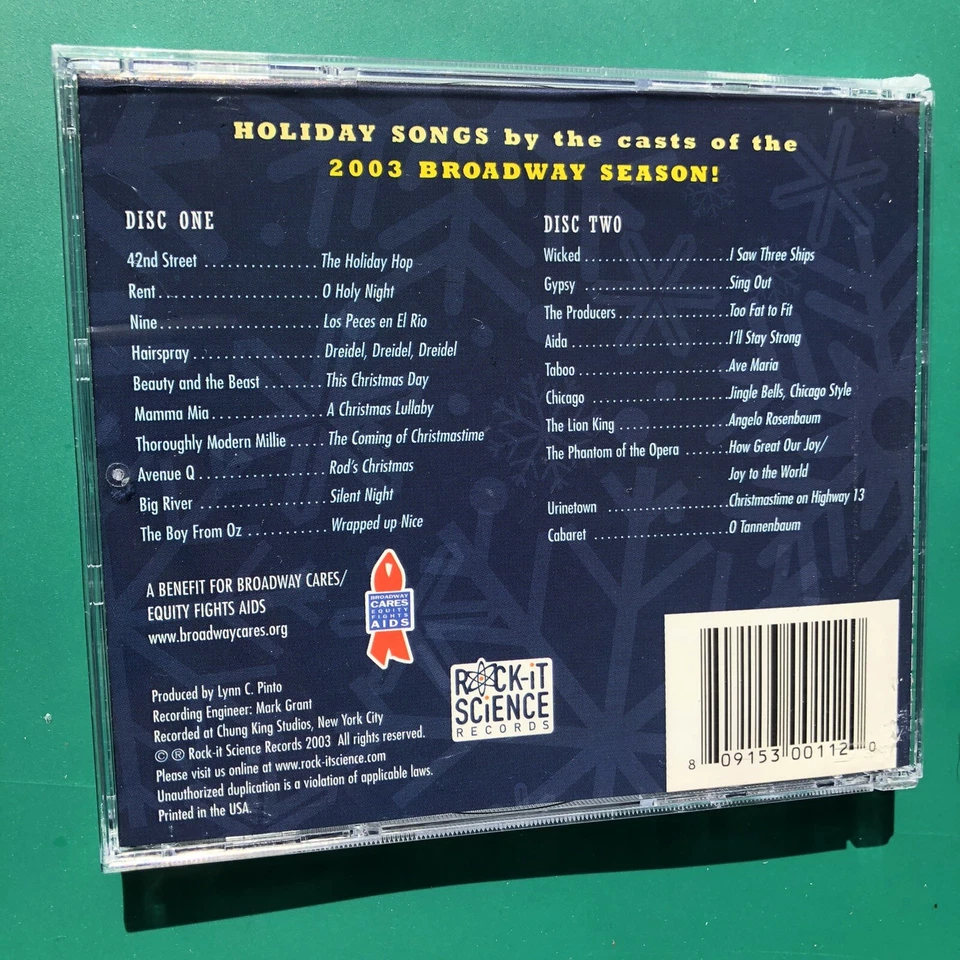 HOLIDAY SONGS by the casts of the
2003 BROADWAY SEASON!
DISC ONE
42nd Street ............... The Holiday Hop
Rent ..................... O Holy Night
Nine ..................... Los Peces en El Rio
Hairspray ................. Dreidel, Dreidel, Dreidel
Beauty and the Beast ........ This Christmas Day
Mamma Mia ............... A Christmas Lullaby
Thoroughly Modern Millie ..... The Coming of Christmastime
Avenue Q ................. Rod's Christmas
Big River ................. Silent Night
The Boy From Oz .......... Wrapped up Nice
DISC TWO
Wicked ..................... I Saw Three Ships
Gypsy ...................... Sing Out
The Producers ................ Too Fat to Fit
Aida ....................... I'll Stay Strong
Taboo ...................... Ave Maria
Chicago .................... Jingle Bells, Chicago Style
The Lion King ................ Angelo Rosenbaum
The Phantom of the Opera ....... How Great Our Joy/
Joy to the World
Urinetown .................. Christmastime on Highway 13
Cabaret .................... O Tannenbaum
A BENEFIT FOR BROADWAY CARES/
EQUITY FIGHTS AIDS
www.broadwaycares.org
BROADWAY
CARES
EQUITY
FIGHTS
AIDS
Produced by Lynn C. Pinto
Recording Engineer: Mark Grant
Recorded at Chung King Studios, New York City
© ® Rock-it Science Records 2003 All rights reserved.
Please visit us online at www.rock-itscience.com
Unauthorized duplication is a violation of applicable laws.
Printed in the USA.
ROCK-iT
SCiENCE
RECORDS
8 09153 00112 0